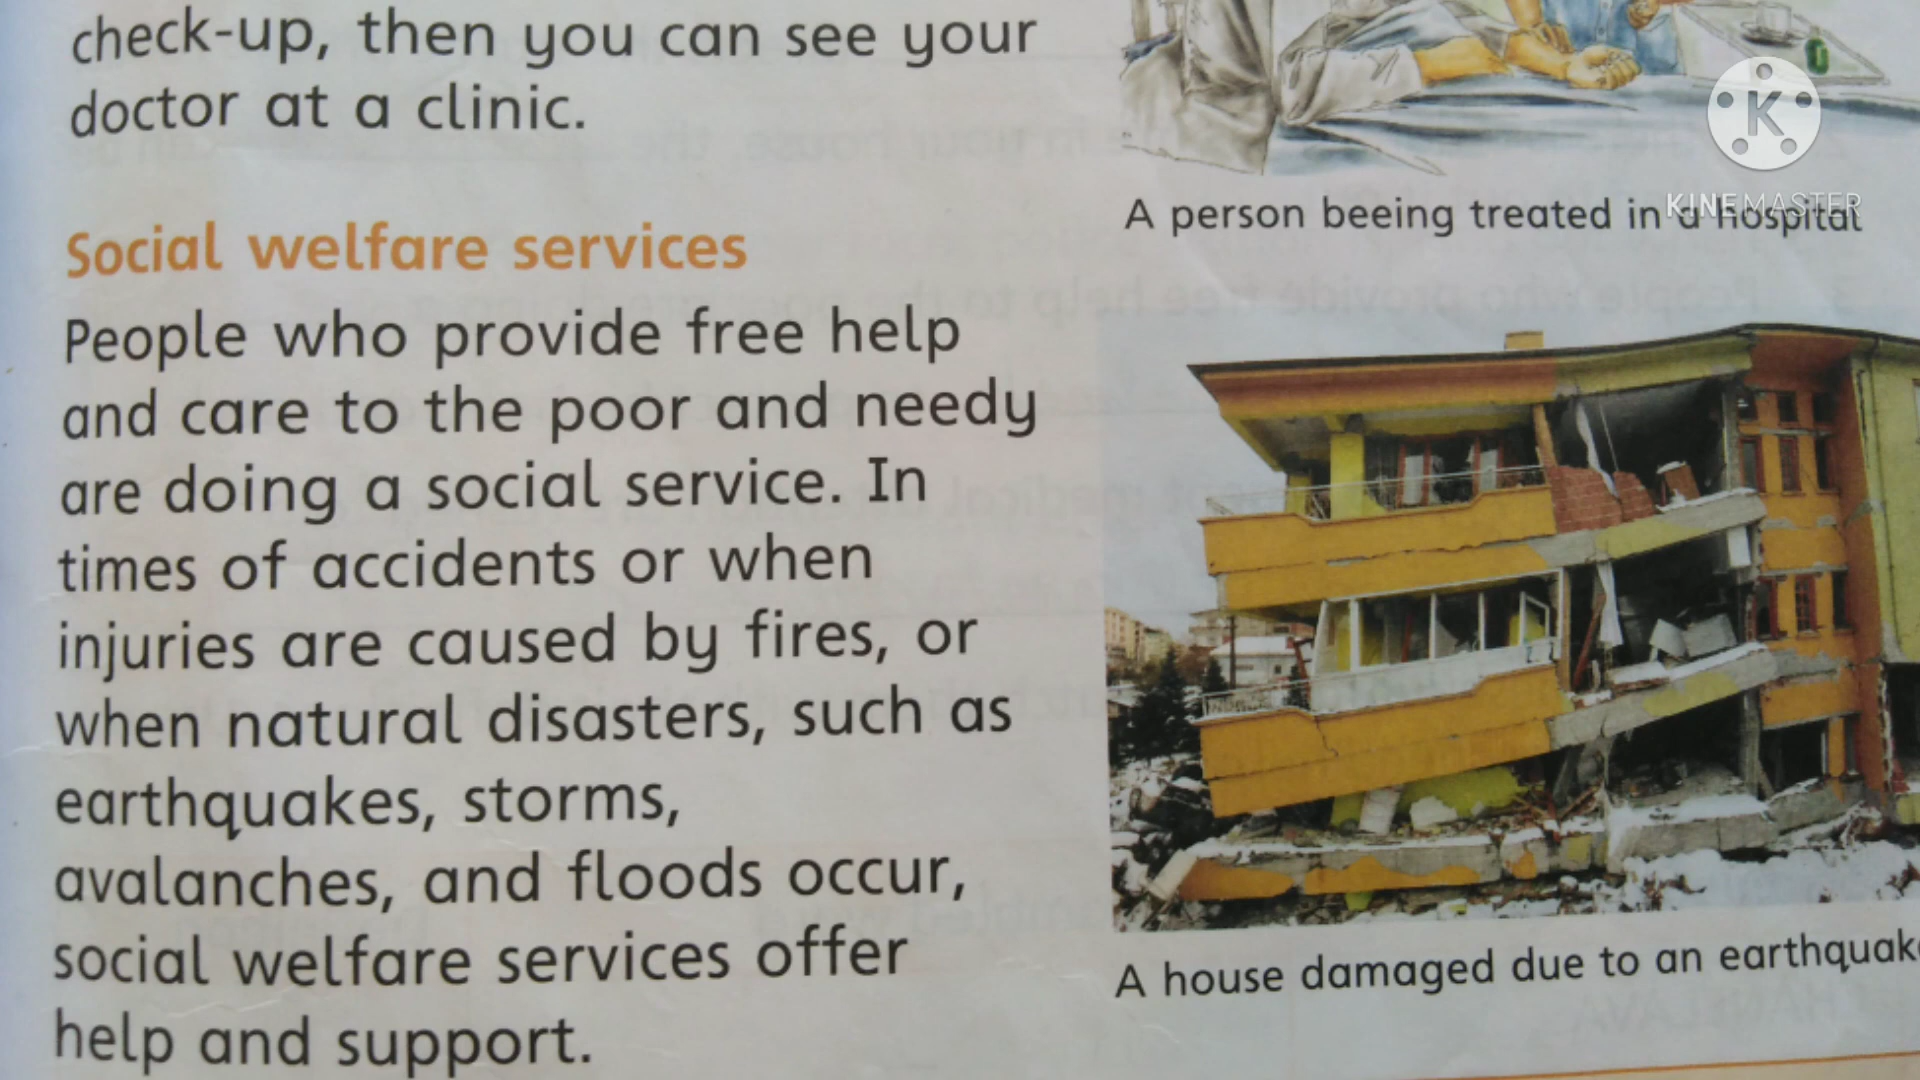 check-up, then you can see your
doctor at a clinic.
Social welfare services
People who provide free help
and care to the poor and needy
are doing a social service. In
times of accidents or when
injuries are caused by fires, or
when natural disasters, such as
earthquakes, storms,
avalanches, and floods occur,
social welfare services offer
help and support.
K
KINEMASTER
A person beeing treated in a hospital
A house damaged due to an earthquake